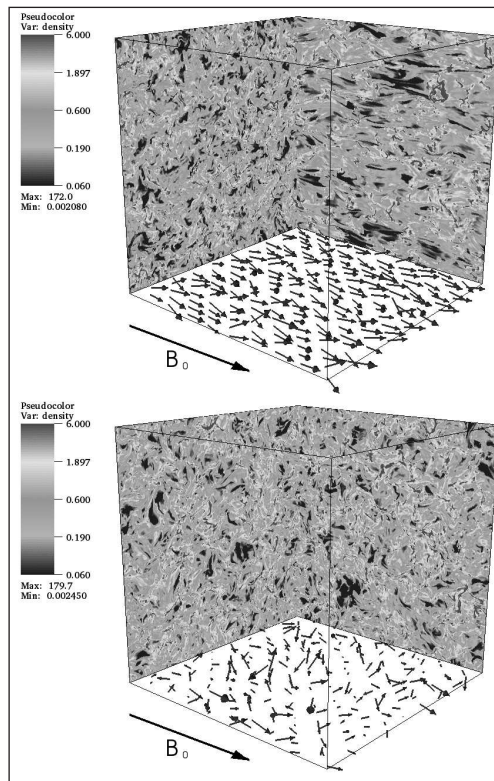 Pseudocolor
Var: density
6.000
1.897
0.600
0.190
0.060
Max: 172.0
Min: 0.002080
B0
Pseudocolor
Var: density
6.000
1.897
0.600
0.190
0.060
Max: 179.7
Min: 0.002450
B0